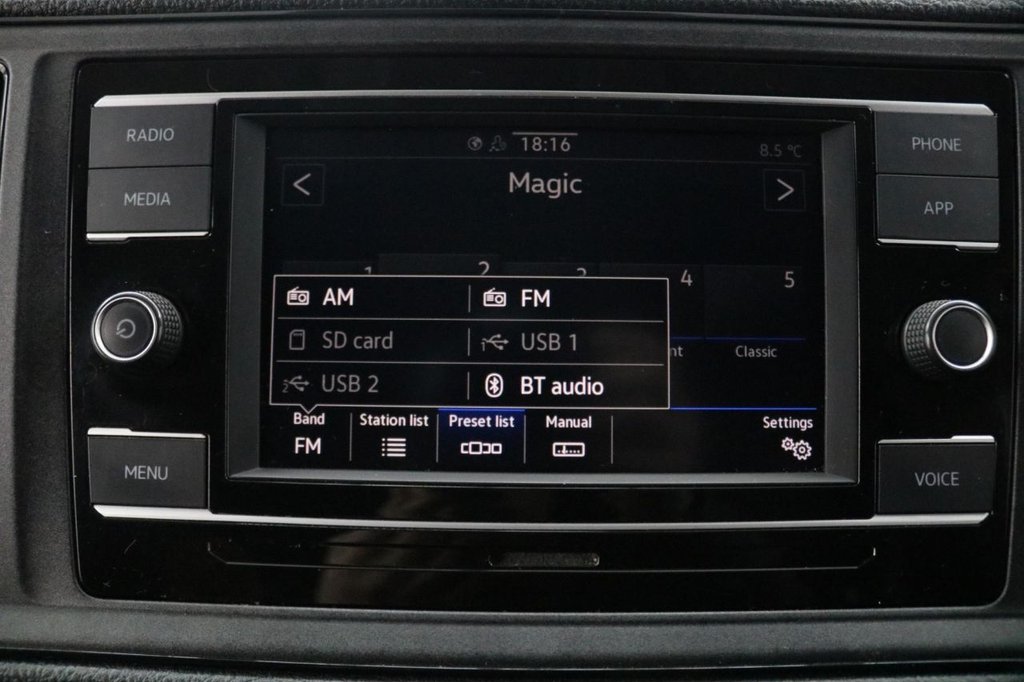 RADIO
MEDIA
MENU
PHONE
APP
VOICE
18:16
8.5 °C
< Magic >
1 2 3 4 5
AM FM
SD card USB 1
USB 2 BT audio
nt Classic
Band Station list Preset list Manual Settings
FM